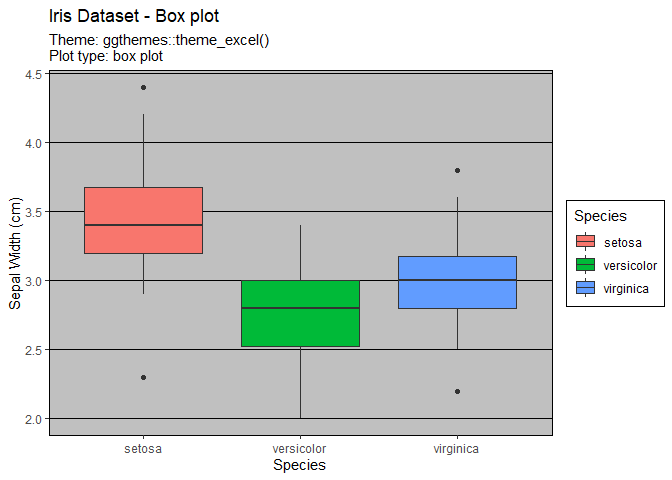 Iris Dataset - Box plot
Theme: ggthemes::theme_excel()
Plot type: box plot
4.5
4.0
3.5
3.0
2.5
2.0
Sepal Width (cm)
setosa
versicolor
virginica
Species
Species
setosa
versicolor
virginica